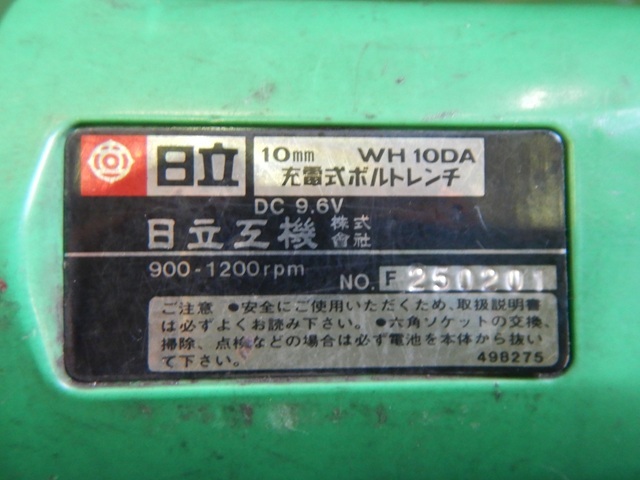 日立
10mm WH10DA
充電式ボルトレンチ
DC 9.6V
日立工機 株式会社
900-1200rpm NO. F 250201
ご注意 ●安全にご使用いただくため、取扱説明書
は必ずよくお読み下さい。●六角ソケットの交換、
掃除、点検などの場合は必ず電池を本体から抜い
て下さい。 498275